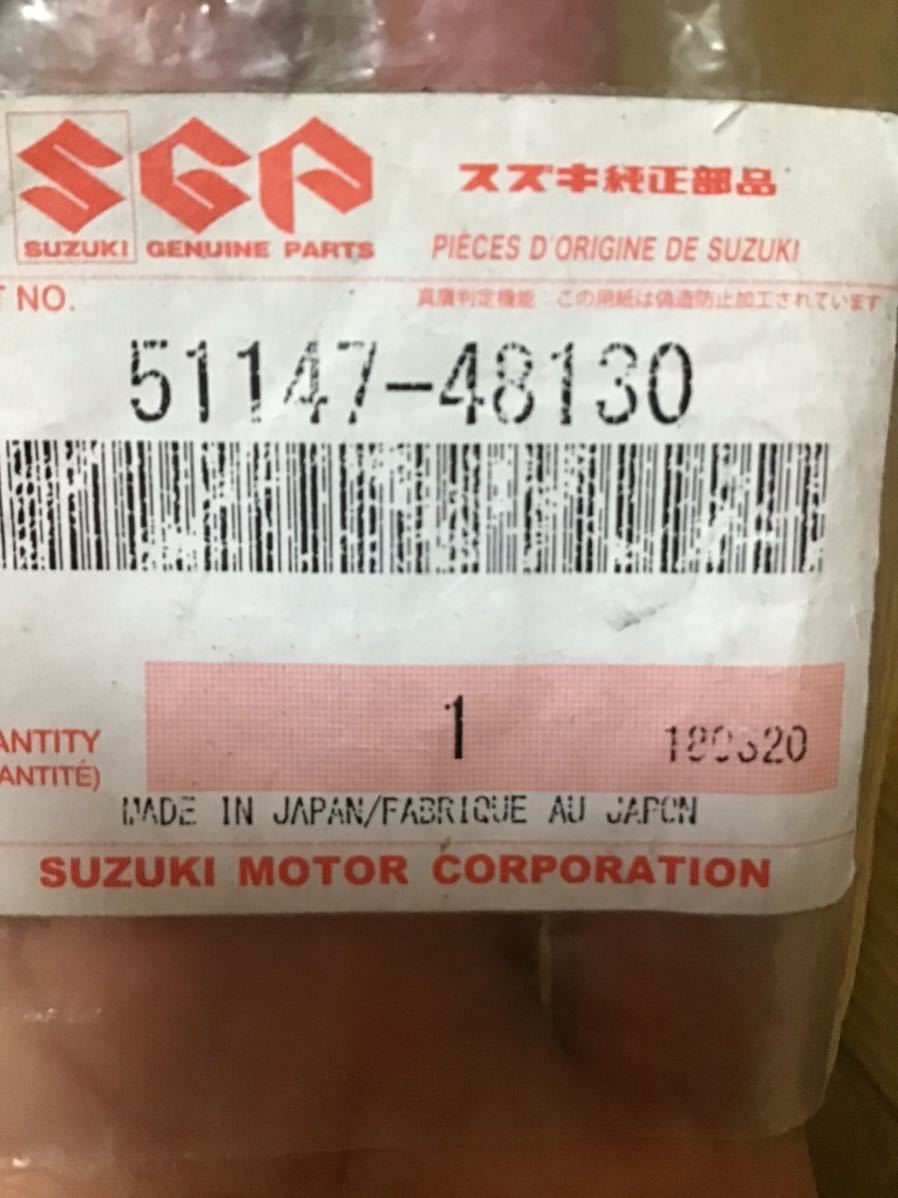 SGP スズキ純正部品
SUZUKI GENUINE PARTS PIÈCES D'ORIGINE DE SUZUKI
T NO. 真贋判定機能:この用紙は偽造防止加工されています
51147-48130
1
ANTITY 180320
ANTITÉ)
MADE IN JAPAN/FABRIQUE AU JAPON
SUZUKI MOTOR CORPORATION